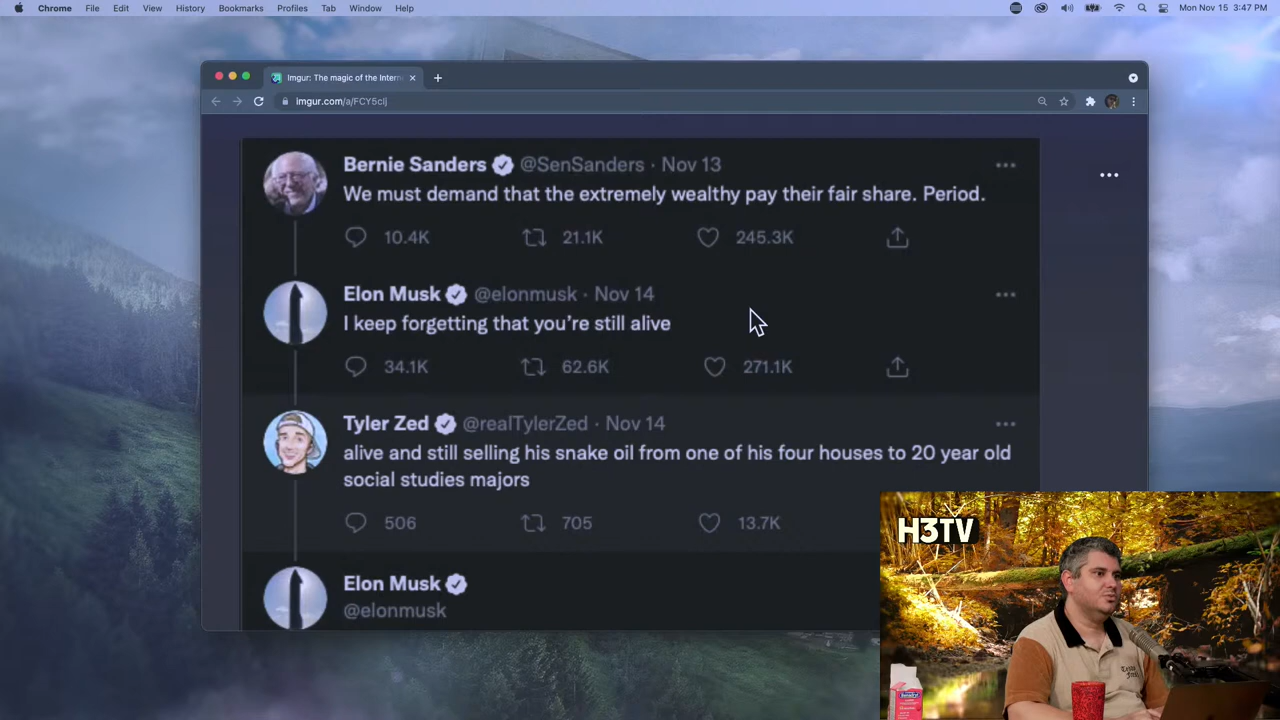 Chrome File Edit View History Bookmarks Profiles Tab Window Help Mon Nov 15 3:47 PM
Imgur: The magic of the Intern
imgur.com/a/FCY5clj
Bernie Sanders @SenSanders · Nov 13
We must demand that the extremely wealthy pay their fair share. Period.
10.4K 21.1K 245.3K
Elon Musk @elonmusk · Nov 14
I keep forgetting that you're still alive
34.1K 62.6K 271.1K
Tyler Zed @realTylerZed · Nov 14
alive and still selling his snake oil from one of his four houses to 20 year old
social studies majors
506 705 13.7K
Elon Musk
@elonmusk
H3TV
Benadryl